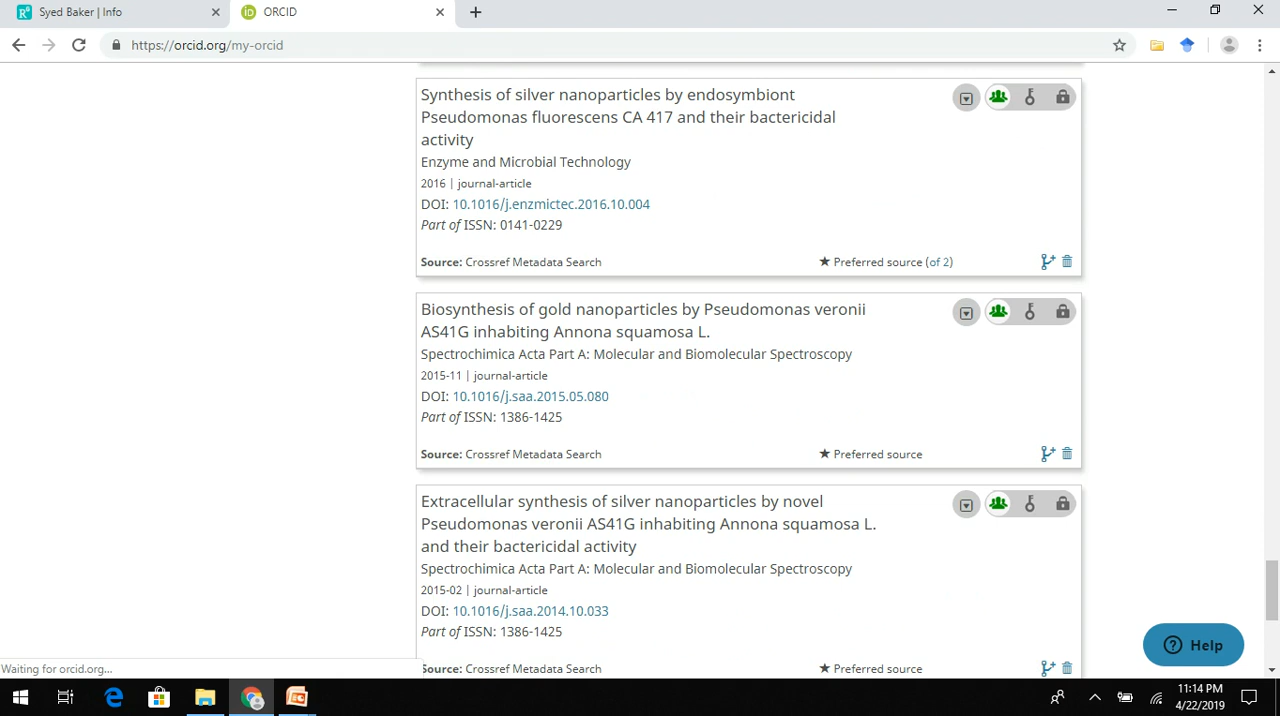 Syed Baker | Info
ORCID
https://orcid.org/my-orcid
Synthesis of silver nanoparticles by endosymbiont
Pseudomonas fluorescens CA 417 and their bactericidal
activity
Enzyme and Microbial Technology
2016 | journal-article
DOI: 10.1016/j.enzmictec.2016.10.004
Part of ISSN: 0141-0229
Source: Crossref Metadata Search
★ Preferred source (of 2)
Biosynthesis of gold nanoparticles by Pseudomonas veronii
AS41G inhabiting Annona squamosa L.
Spectrochimica Acta Part A: Molecular and Biomolecular Spectroscopy
2015-11 | journal-article
DOI: 10.1016/j.saa.2015.05.080
Part of ISSN: 1386-1425
Source: Crossref Metadata Search
★ Preferred source
Extracellular synthesis of silver nanoparticles by novel
Pseudomonas veronii AS41G inhabiting Annona squamosa L.
and their bactericidal activity
Spectrochimica Acta Part A: Molecular and Biomolecular Spectroscopy
2015-02 | journal-article
DOI: 10.1016/j.saa.2014.10.033
Part of ISSN: 1386-1425
Help
Waiting for orcid.org...
Source: Crossref Metadata Search
★ Preferred source
11:14 PM
4/22/2019